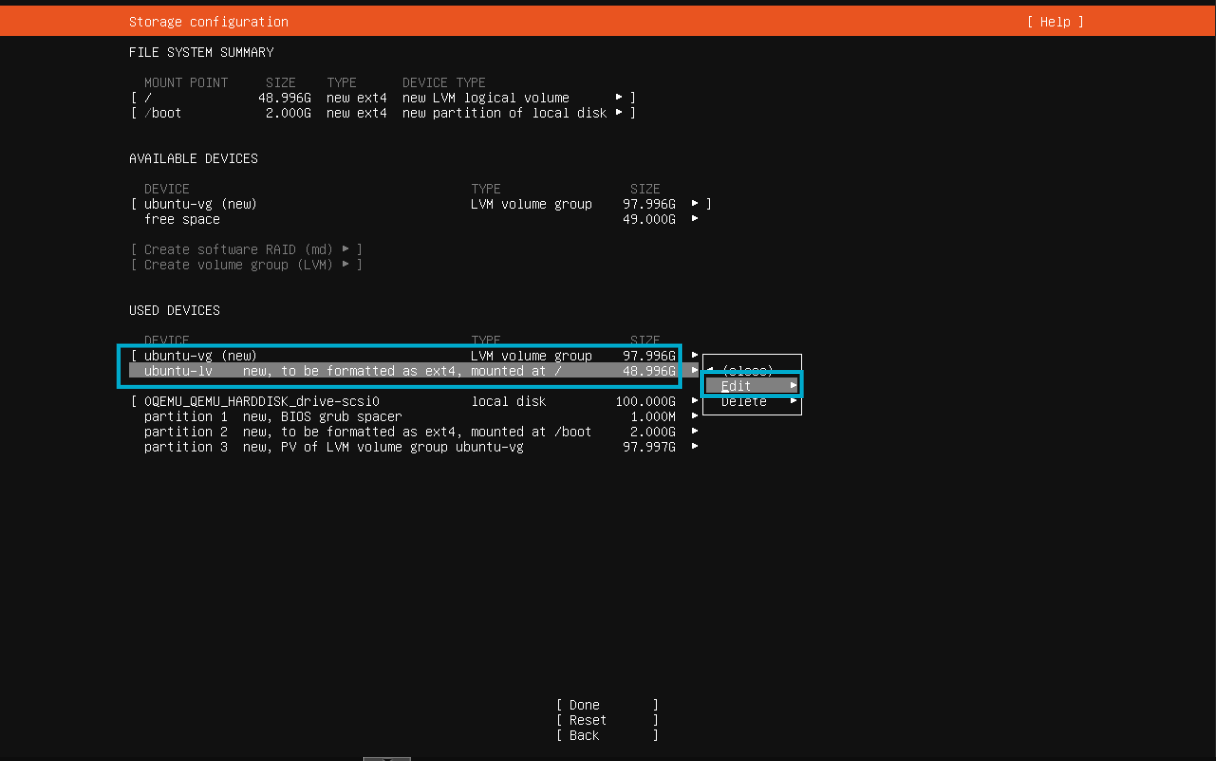 Storage configuration [ Help ]
FILE SYSTEM SUMMARY
MOUNT POINT SIZE TYPE DEVICE TYPE
[ / 48.996G new ext4 new LVM logical volume ▸ ]
[ /boot 2.000G new ext4 new partition of local disk ▸ ]
AVAILABLE DEVICES
DEVICE TYPE SIZE
[ ubuntu-vg (new) LVM volume group 97.996G ▸ ]
free space 49.000G ▸
[ Create software RAID (md) ▸ ]
[ Create volume group (LVM) ▸ ]
USED DEVICES
DEVICE TYPE SIZE
[ ubuntu-vg (new) LVM volume group 97.996G ▸
ubuntu-lv new, to be formatted as ext4, mounted at / 48.996G ▸ ◂ (close)
Edit ▸
[ 0QEMU_QEMU_HARDDISK_drive-scsi0 local disk 100.000G ▸ Delete ▸
partition 1 new, BIOS grub spacer 1.000M ▸
partition 2 new, to be formatted as ext4, mounted at /boot 2.000G ▸
partition 3 new, PV of LVM volume group ubuntu-vg 97.997G ▸
[ Done ]
[ Reset ]
[ Back ]